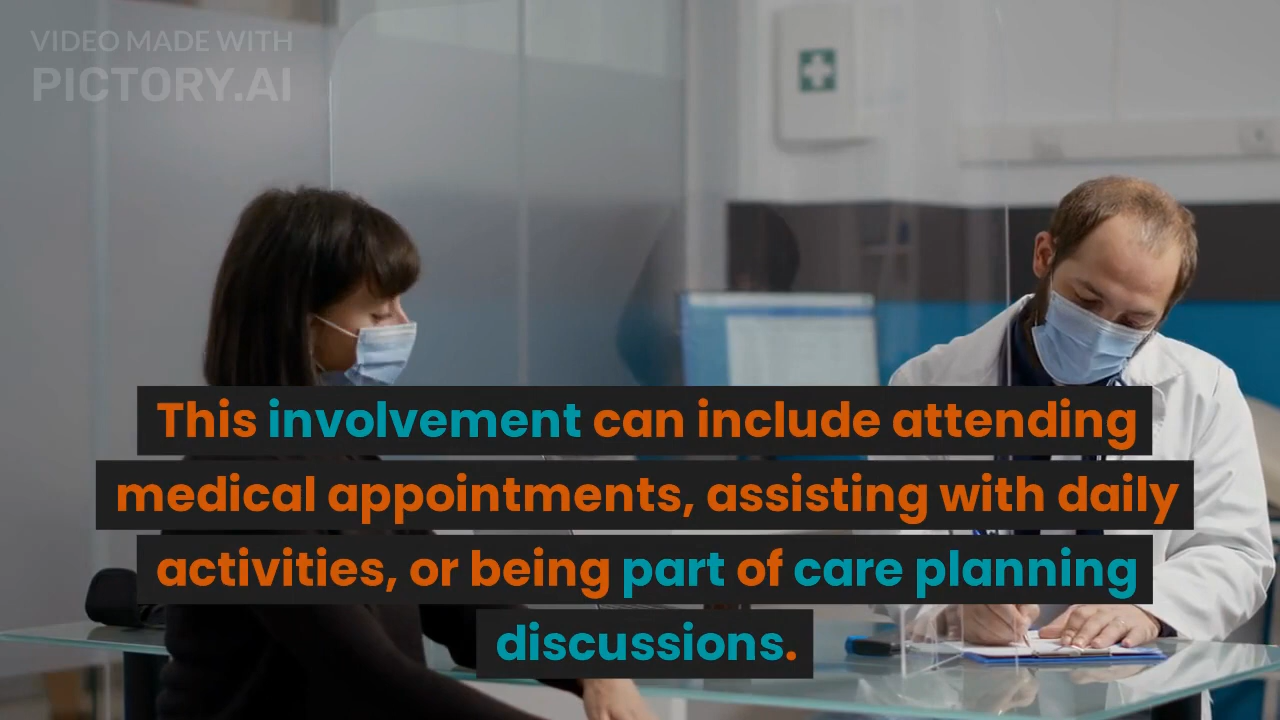 VIDEO MADE WITH
PICTORY.AI
This involvement can include attending
medical appointments, assisting with daily
activities, or being part of care planning
discussions.